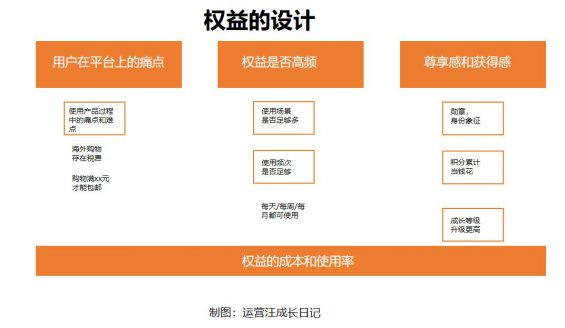 权益的设计
用户在平台上的痛点
权益是否高频
尊享感和获得感
使用产品过程
中的痛点和难
点
海外购物
存在税费
购物满xx元
才能包邮
使用场景
是否足够多
使用频次
是否足够
每天/每周/每
月都可使用
勋章，
身份象征
积分累计
当钱花
成长等级
升级更高
权益的成本和使用率
制图：运营汪成长日记